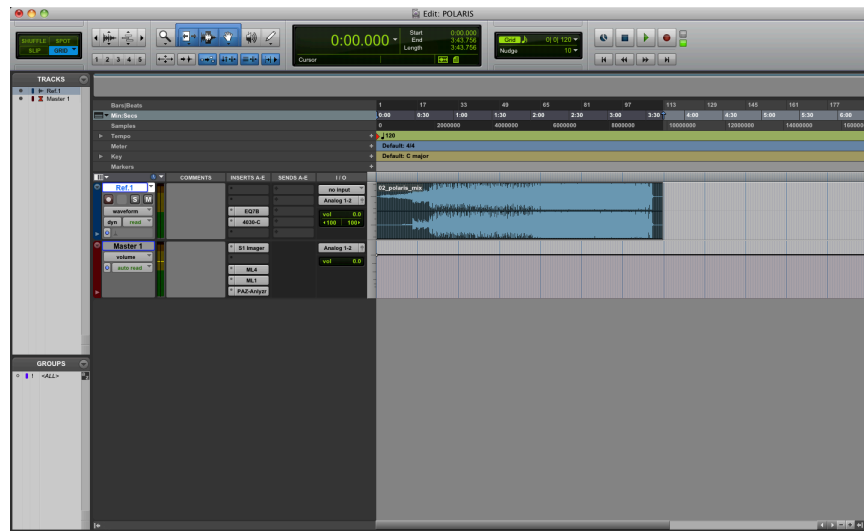 Edit: POLARIS
SHUFFLE SPOT
SLIP GRID
1 2 3 4 5
0:00.000
Start 0:00.000
End 3:43.756
Length 3:43.756
Cursor
Grid 0| 0| 120
Nudge 10
TRACKS
Ref.1
Master 1
Bars|Beats 1 17 33 49 65 81 97 113 129 145 161 177
Min:Secs 0:00 0:30 1:00 1:30 2:00 2:30 3:00 3:30 4:00 4:30 5:00 5:30 6:00
Samples 0 2000000 4000000 6000000 8000000 10000000 12000000 14000000 160000
Tempo 120
Meter Default: 4/4
Key Default: C major
Markers
COMMENTS INSERTS A-E SENDS A-E I / O
Ref.1 no input
S M Analog 1-2
waveform EQ7B vol 0.0
dyn read 4030-C +100 100
02_polaris_mix
Master 1 S1 Imager Analog 1-2
volume vol 0.0
auto read ML4
ML1
PAZ-Anlyzr
GROUPS
! <ALL>